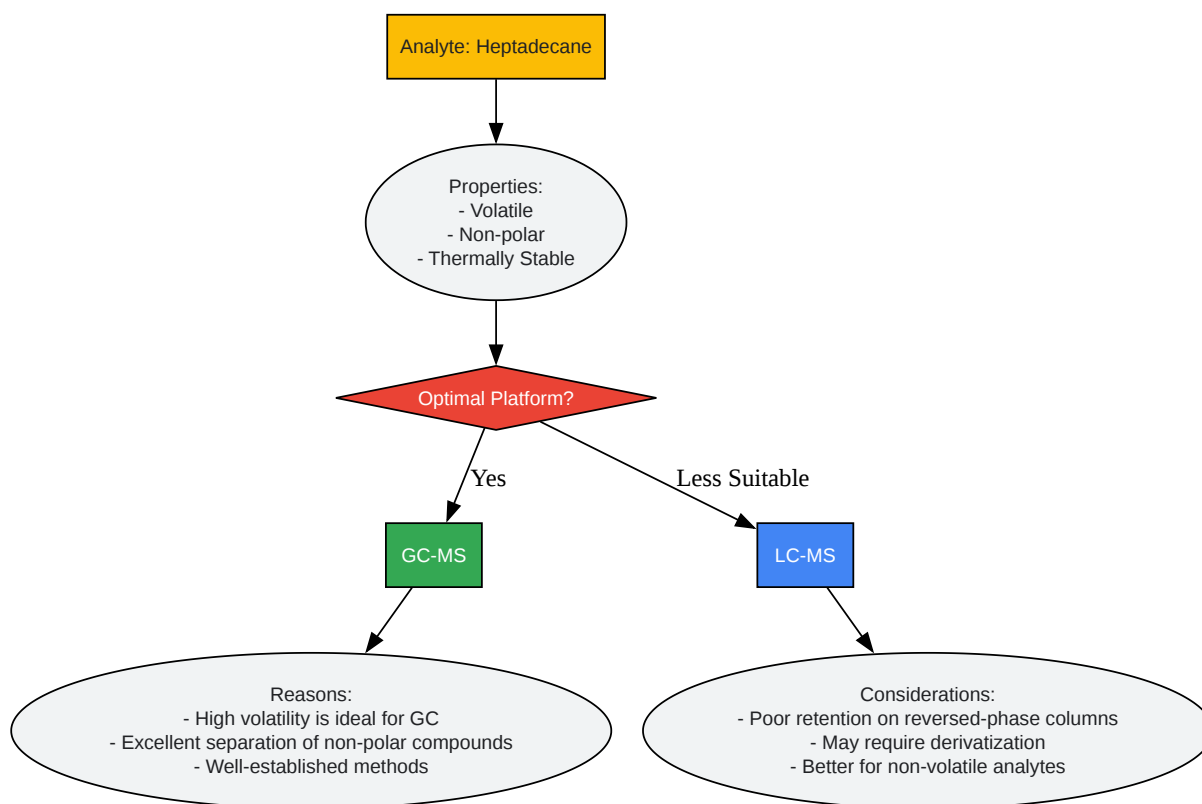 Analyte: Heptadecane
Properties:
- Volatile
- Non-polar
- Thermally Stable
Optimal Platform?
Yes
Less Suitable
GC-MS
LC-MS
Reasons:
- High volatility is ideal for GC
- Excellent separation of non-polar compounds
- Well-established methods
Considerations:
- Poor retention on reversed-phase columns
- May require derivatization
- Better for non-volatile analytes